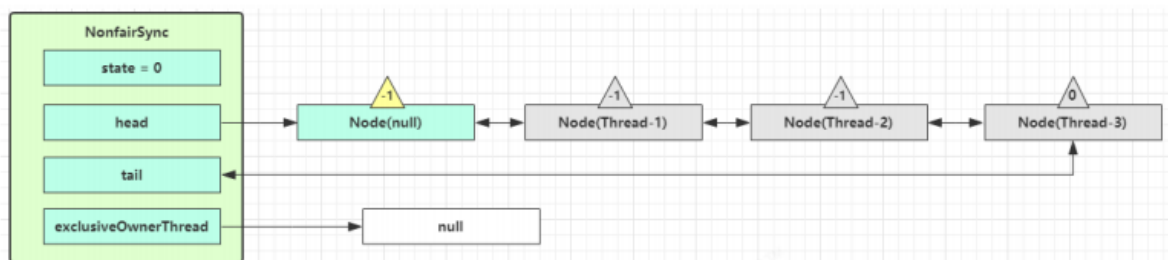 NonfairSync
state = 0
head
tail
exclusiveOwnerThread
-1
Node(null)
-1
Node(Thread-1)
-1
Node(Thread-2)
0
Node(Thread-3)
null